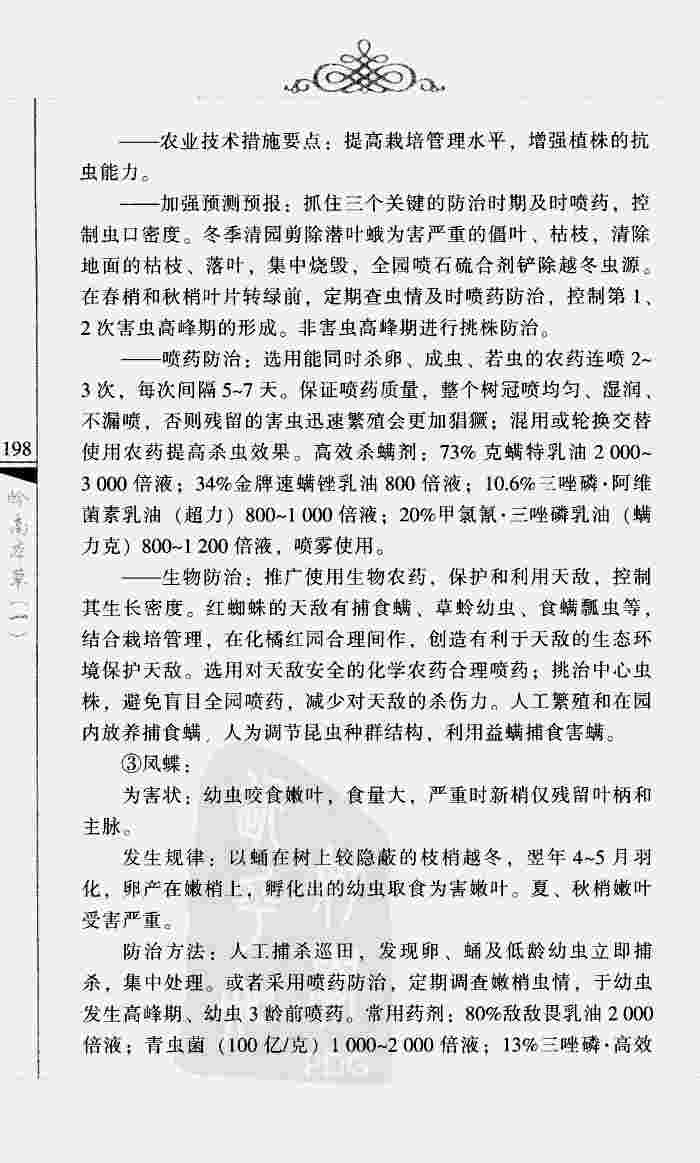 ——农业技术措施要点：提高栽培管理水平，增强植株的抗
虫能力。
——加强预测预报：抓住三个关键的防治时期及时喷药，控
制虫口密度。冬季清园剪除潜叶蛾为害严重的僵叶、枯枝，清除
地面的枯枝、落叶，集中烧毁，全园喷石硫合剂铲除越冬虫源。
在春梢和秋梢叶片转绿前，定期查虫情及时喷药防治，控制第 1、
2 次害虫高峰期的形成。非害虫高峰期进行挑株防治。
——喷药防治：选用能同时杀卵、成虫、若虫的农药连喷 2~
3 次，每次间隔 5~7 天。保证喷药质量，整个树冠喷均匀、湿润、
不漏喷，否则残留的害虫迅速繁殖会更加猖獗；混用或轮换交替
使用农药提高杀虫效果。高效杀螨剂：73% 克螨特乳油 2 000~
3 000 倍液；34%金牌速螨锉乳油 800 倍液；10.6%三唑磷·阿维
菌素乳油（超力）800~1 000 倍液；20%甲氯氰·三唑磷乳油（螨
力克）800~1 200 倍液，喷雾使用。
——生物防治：推广使用生物农药，保护和利用天敌，控制
其生长密度。红蜘蛛的天敌有捕食螨、草蛉幼虫、食螨瓢虫等，
结合栽培管理，在化橘红园合理间作，创造有利于天敌的生态环
境保护天敌。选用对天敌安全的化学农药合理喷药；挑治中心虫
株，避免盲目全园喷药，减少对天敌的杀伤力。人工繁殖和在园
内放养捕食螨，人为调节昆虫种群结构，利用益螨捕食害螨。
③凤蝶：
为害状：幼虫咬食嫩叶，食量大，严重时新梢仅残留叶柄和
主脉。
发生规律：以蛹在树上较隐蔽的枝梢越冬，翌年 4~5 月羽
化，卵产在嫩梢上，孵化出的幼虫取食为害嫩叶。夏、秋梢嫩叶
受害严重。
防治方法：人工捕杀巡田，发现卵、蛹及低龄幼虫立即捕
杀，集中处理。或者采用喷药防治，定期调查嫩梢虫情，于幼虫
发生高峰期、幼虫 3 龄前喷药。常用药剂：80%敌敌畏乳油 2 000
倍液；青虫菌（100 亿/克）1 000~2 000 倍液；13%三唑磷·高效
198
岭南本草（一）